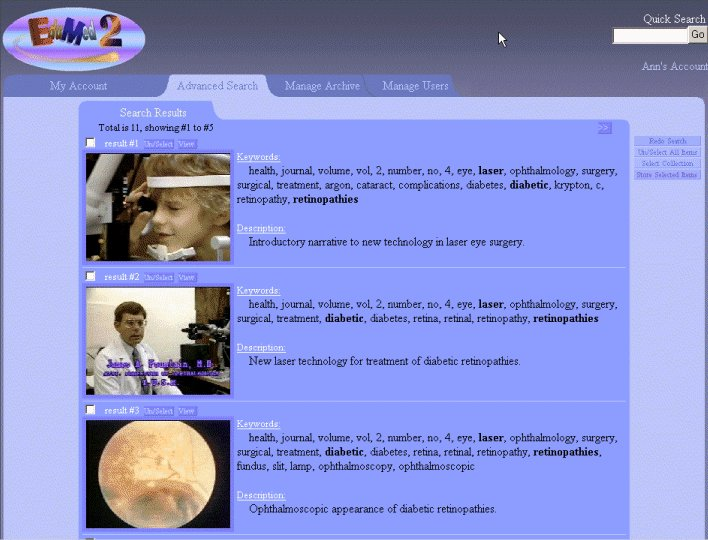 EduMed 2
Quick Search
Go
Ann's Account
My Account
Advanced Search
Manage Archive
Manage Users
Search Results
Total is 11, showing #1 to #5
>>
Redo Search
Un/Select All Items
Select Collection
Store Selected Items
result #1 Un/Select View
Keywords:
health, journal, volume, vol, 2, number, no, 4, eye, laser, ophthalmology, surgery,
surgical, treatment, argon, cataract, complications, diabetes, diabetic, krypton, c,
retinopathy, retinopathies
Description:
Introductory narrative to new technology in laser eye surgery.
result #2 Un/Select View
Keywords:
health, journal, volume, vol, 2, number, no, 4, eye, laser, ophthalmology, surgery,
surgical, treatment, diabetic, diabetes, retina, retinal, retinopathy, retinopathies
James A. M.D.
Description:
New laser technology for treatment of diabetic retinopathies.
result #3 Un/Select View
Keywords:
health, journal, volume, vol, 2, number, no, 4, eye, laser, ophthalmology, surgery,
surgical, treatment, diabetic, diabetes, retina, retinal, retinopathy, retinopathies,
fundus, slit, lamp, ophthalmoscopy, ophthalmoscopic
Description:
Ophthalmoscopic appearance of diabetic retinopathies.